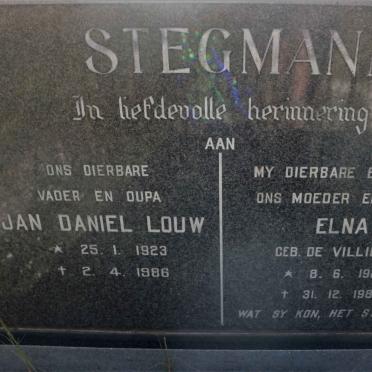 STEGMANN
In liefdevolle herinnering
AAN
ONS DIERBARE
VADER EN OUPA
JAN DANIEL LOUW
* 25. 1. 1923
† 2. 4. 1986
MY DIERBARE
ONS MOEDER
ELNA
GEB. DE VILLI
* 8. 6.
† 31. 12.
WAT SY KON, HET